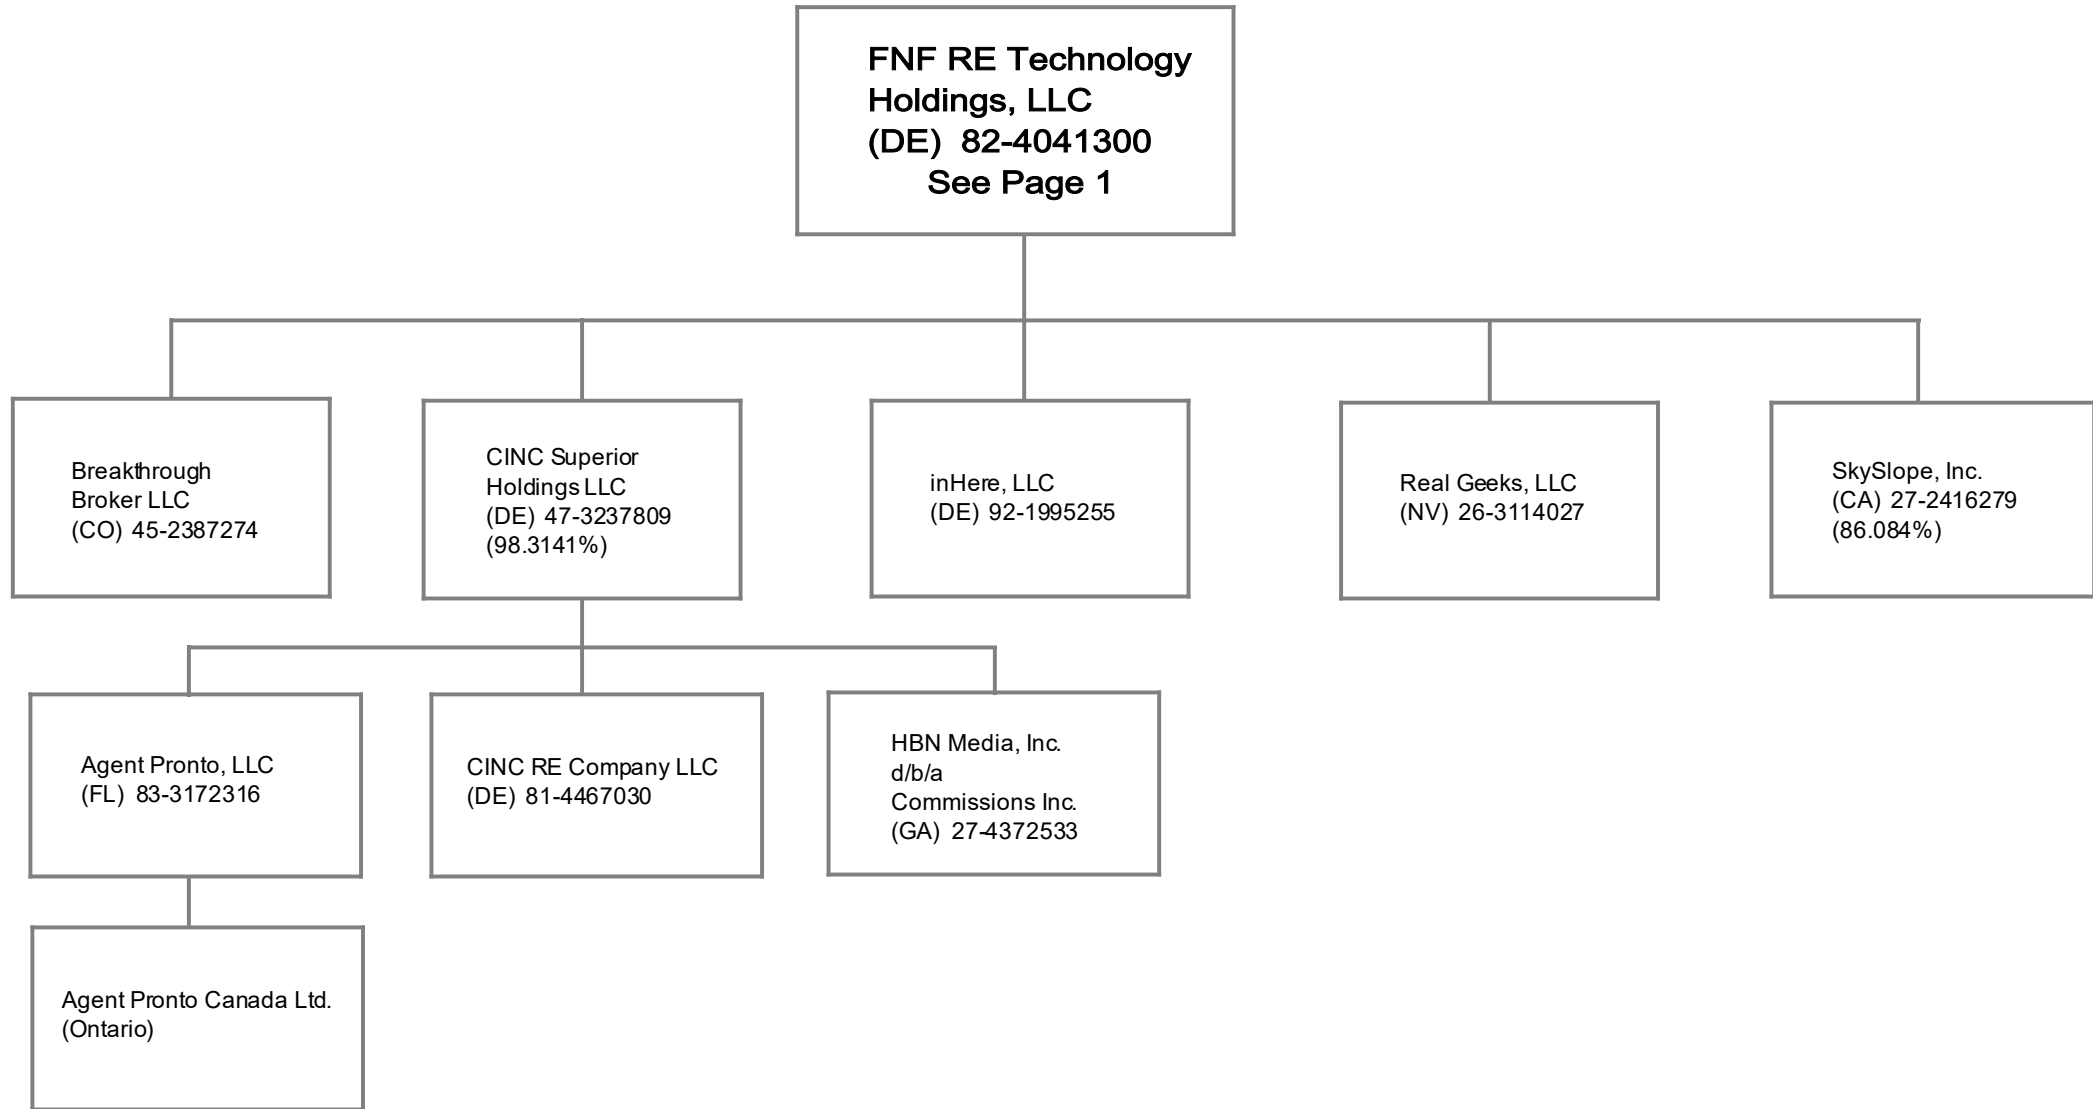 FNF RE Technology
Holdings, LLC
(DE) 82-4041300
See Page 1
Breakthrough
Broker LLC
(CO) 45-2387274
CINC Superior
Holdings LLC
(DE) 47-3237809
(98.3141%)
inHere, LLC
(DE) 92-1995255
Real Geeks, LLC
(NV) 26-3114027
SkySlope, Inc.
(CA) 27-2416279
(86.084%)
Agent Pronto, LLC
(FL) 83-3172316
CINC RE Company LLC
(DE) 81-4467030
HBN Media, Inc.
d/b/a
Commissions Inc.
(GA) 27-4372533
Agent Pronto Canada Ltd.
(Ontario)